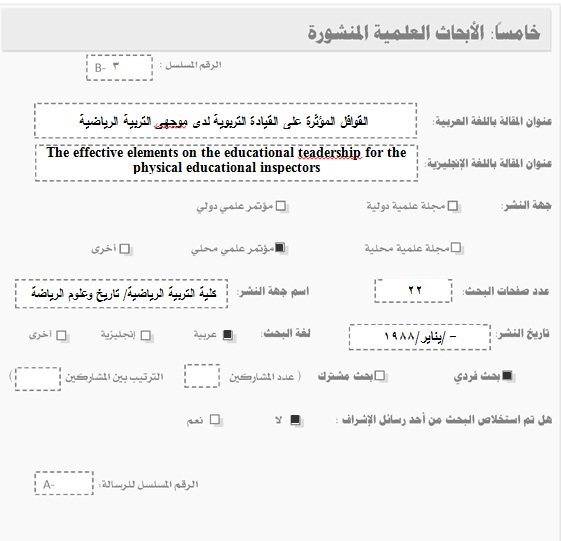 خامساً: الأبحاث العلمية المنشورة
الرقم المسلسل : B- ٣
عنوان المقالة باللغة العربية: القوافل المؤثرة على القيادة التربوية لدى موجهى التربية الرياضية
عنوان المقالة باللغة الإنجليزية: The effective elements on the educational teadership for the
physical educational inspectors
جهة النشر: مجلة علمية دولية مؤتمر علمي دولي
مجلة علمية محلية مؤتمر علمي محلي أخرى
عدد صفحات البحث: ٢٢ اسم جهة النشر: كلية التربية الرياضية/ تاريخ وعلوم الرياضة
تاريخ النشر: – /يناير/١٩٨٨ لغة البحث: عربية إنجليزية أخرى
بحث فردي بحث مشترك ( عدد المشاركين الترتيب بين المشاركين )
هل تم استخلاص البحث من أحد رسائل الإشراف : لا نعم
الرقم المسلسل للرسالة: A-